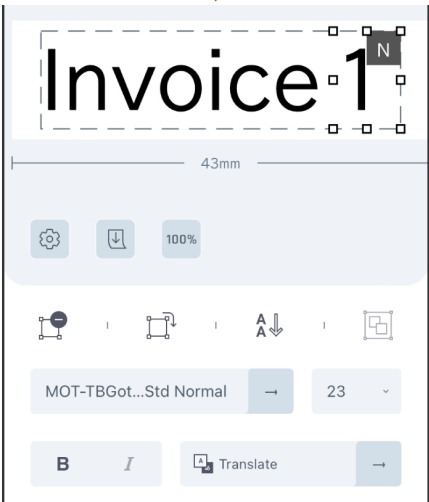 Invoice 1
N
43mm
100%
A
A
MOT-TBGot...Std Normal →
23
B I
A Translate →